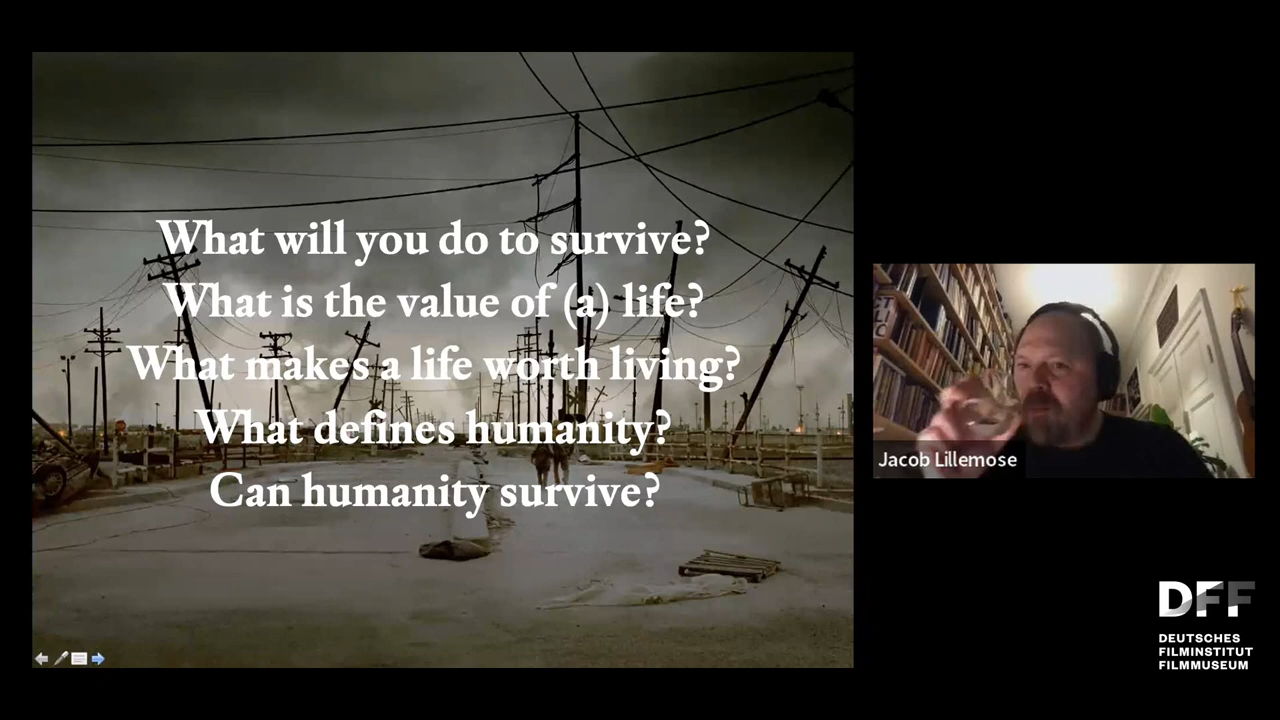 What will you do to survive?
What is the value of (a) life?
What makes a life worth living?
What defines humanity?
Can humanity survive?
Jacob Lillemose
DFF
DEUTSCHES
FILMINSTITUT
FILMMUSEUM